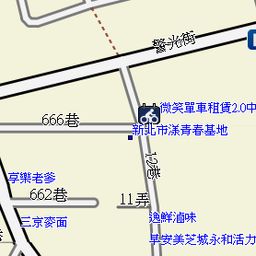 警光街
微笑單車租賃2.0中
666巷
新北市漾青春基地
12巷
享樂老爹
662巷
11弄
三京麥面
逸鮮滷味
早安美芝城永和活力